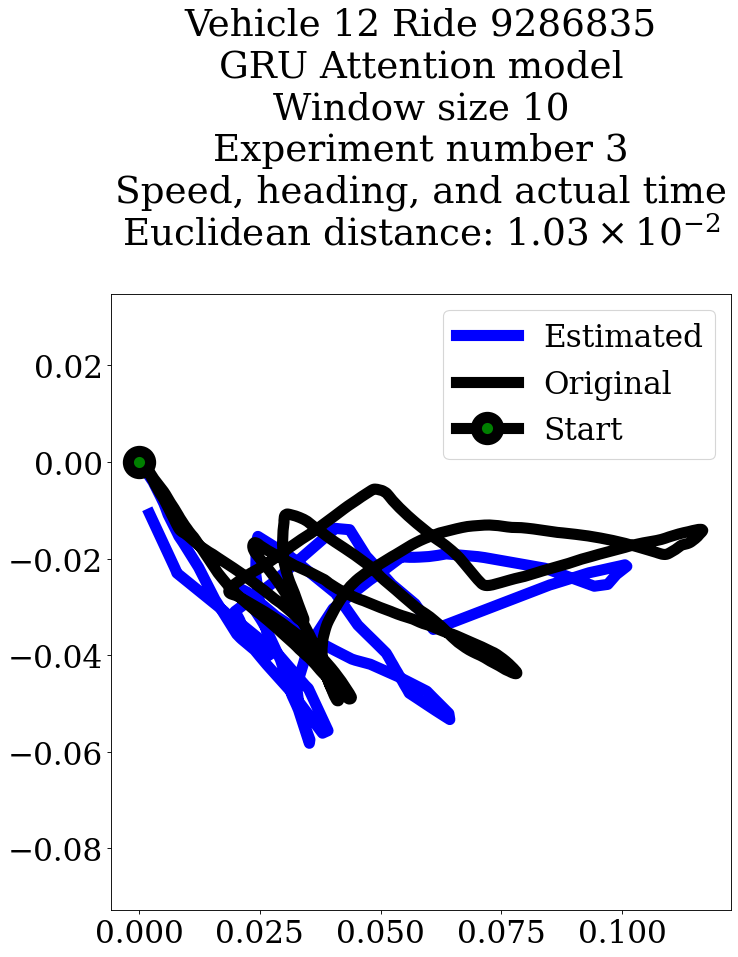 Vehicle 12 Ride 9286835
GRU Attention model
Window size 10
Experiment number 3
Speed, heading, and actual time
Euclidean distance: 1.03 × 10⁻²
Estimated
Original
Start
0.02
0.00
−0.02
−0.04
−0.06
−0.08
0.000 0.025 0.050 0.075 0.100